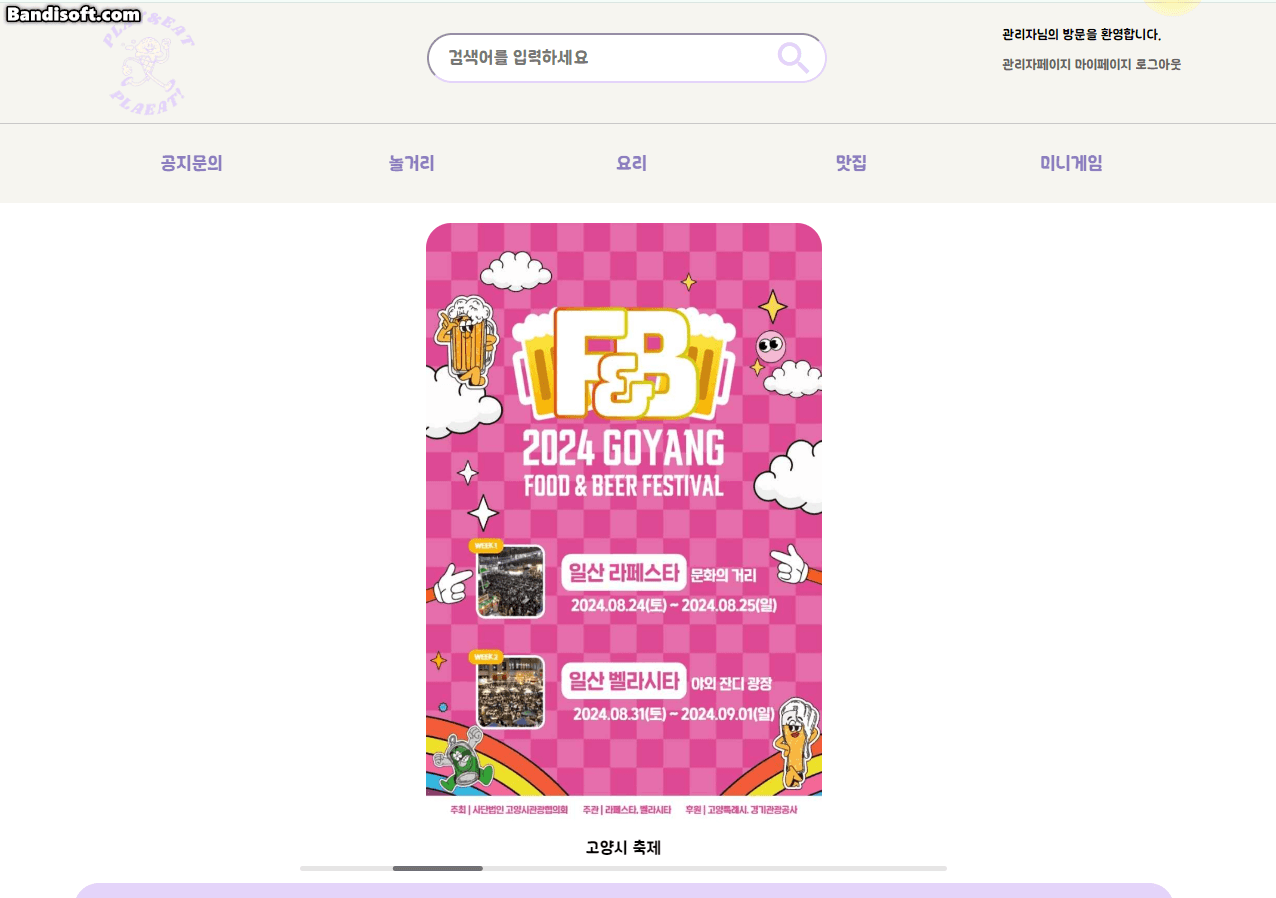 Bandisoft.com
PLAY&EAT
PLAEAT!
검색어를 입력하세요
관리자님의 방문을 환영합니다.
관리자페이지 마이페이지 로그아웃
공지문의 놀거리 요리 맛집 미니게임
F&B
2024 GOYANG
FOOD & BEER FESTIVAL
WEEK.1
일산 라페스타 문화의 거리
2024.08.24(토) ~ 2024.08.25(일)
WEEK.2
일산 벨라시타 야외 잔디 광장
2024.08.31(토) ~ 2024.09.01(일)
주최 | 사단법인 고양시관광협의회 주관 | 라페스타, 벨라시타 후원 | 고양특례시, 경기관광공사
고양시 축제